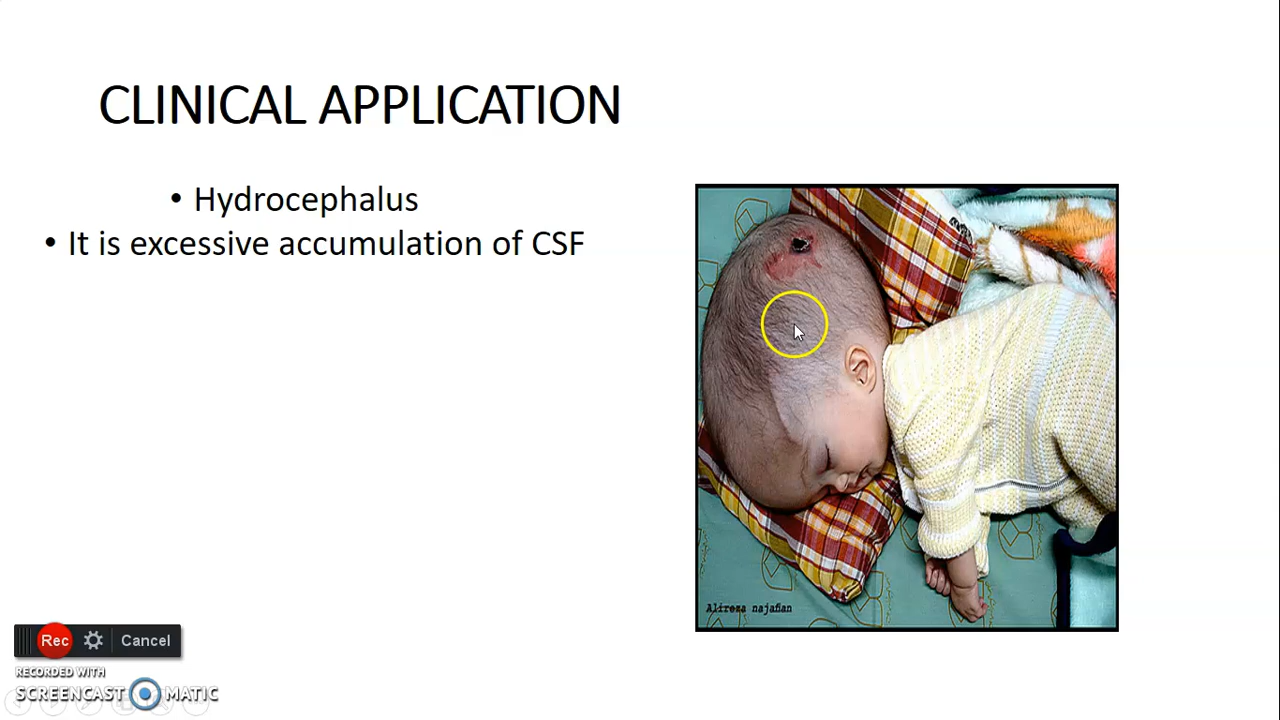 CLINICAL APPLICATION
• Hydrocephalus
• It is excessive accumulation of CSF
Alireza najafian
Rec Cancel
RECORDED WITH
SCREENCAST MATIC